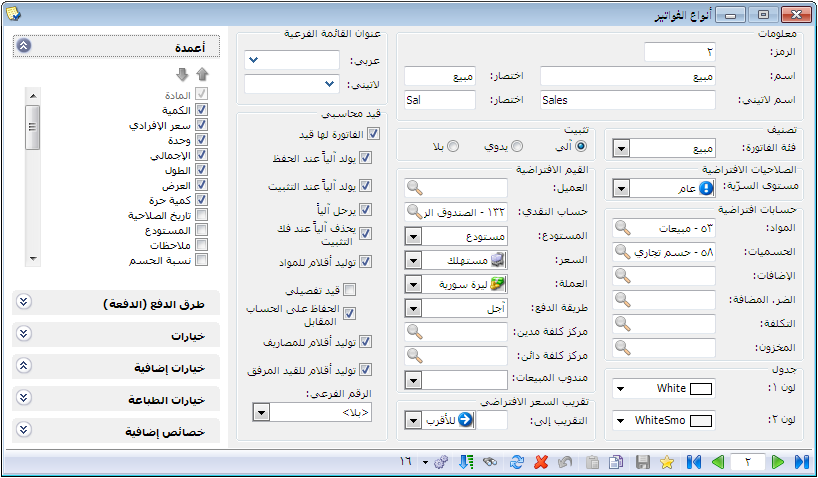 أنواع الفواتير
معلومات
الرمز: ٢
اسم: مبيع اختصار: مبيع
اسم لاتيني: Sales اختصار: Sal
تصنيف
فئة الفاتورة: مبيع
الصلاحيات الافتراضية
مستوى السرّية: عام
حسابات افتراضية
المواد: ٥٣ - مبيعات
الحسميات: ٥٨ - حسم تجاري
الإضافات:
الضر. المضافة:
التكلفة:
المخزون:
جدول
لون ١: White
لون ٢: WhiteSmo
تثبيت
آلي يدوي بلا
القيم الافتراضية
العميل:
حساب النقدي: ١٣٢ - الصندوق الر
المستودع: مستودع
السعر: مستهلك
العملة: ليرة سورية
طريقة الدفع: آجل
مركز كلفة مدين:
مركز كلفة دائن:
مندوب المبيعات:
تقريب السعر الافتراضي
التقريب إلى: للأقرب
عنوان القائمة الفرعية
عربي:
لاتيني:
قيد محاسبي
الفاتورة لها قيد
يولد آلياً عند الحفظ
يولد آلياً عند التثبيت
يرحل آلياً
يحذف آلياً عند فك
التثبيت
توليد أقلام للمواد
قيد تفصيلي
الحفاظ على الحساب
المقابل
توليد أقلام للمصاريف
توليد أقلام للقيد المرفق
الرقم الفرعي:
<بلا>
أعمدة
المادة
الكمية
سعر الإفرادي
وحدة
الإجمالي
الطول
العرض
كمية حرة
تاريخ الصلاحية
المستودع
ملاحظات
نسبة الحسم
طرق الدفع (الدفعة)
خيارات
خيارات إضافية
خيارات الطباعة
خصائص إضافية
٢
١٦